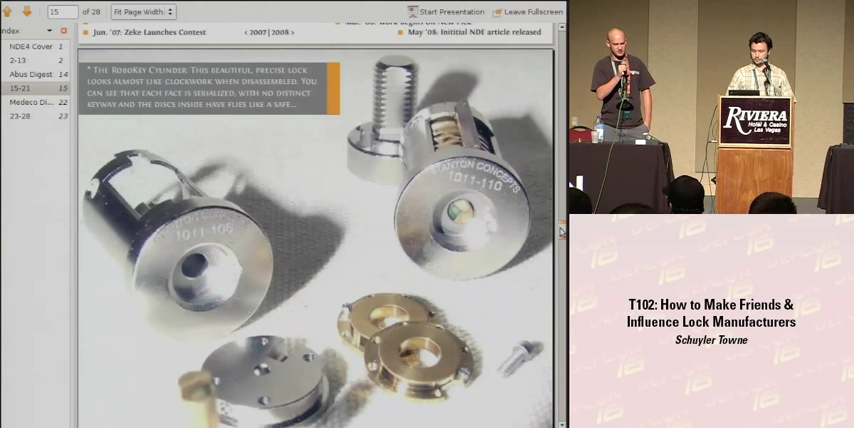 15
of 28
Fit Page Width
Start Presentation
Leave Fullscreen
ndex
NDE4 Cover 1
2-13 2
Abus Digest 14
15-21 15
Medeco Di... 22
23-28 23
Jun. '07: Zeke Launches Contest
‹ 2007 | 2008 ›
May '08: Inititial NDE article released
* The RoboKey Cylinder. This beautiful, precise lock
looks almost like clockwork when disassembled. You
can see that each face is serialized, with no distinct
keyway and the discs inside have flies like a safe...
STANTON CONCEPTS
1011-110
STANTON CONCEPTS
1011-106
RIVIERA
Hotel & Casino
Las Vegas
T102: How to Make Friends &
Influence Lock Manufacturers
Schuyler Towne